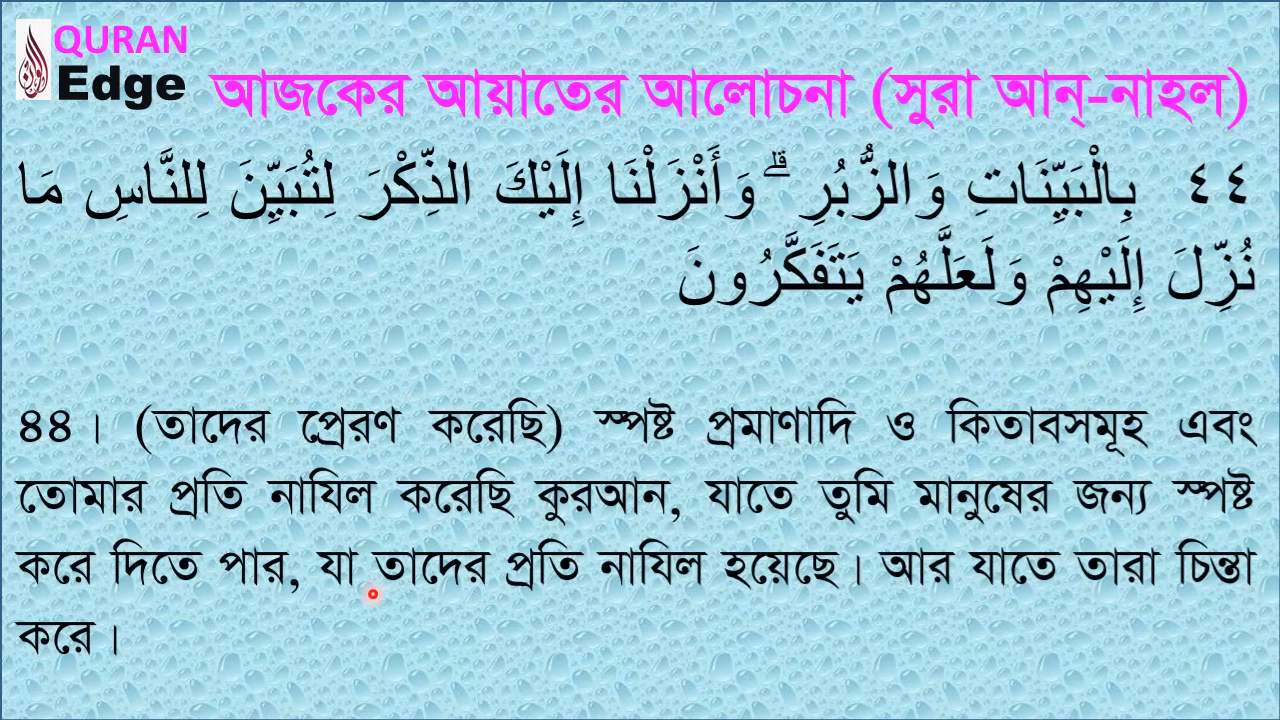 QURAN
Edge
আজকের আয়াতের আলোচনা (সুরা আন্-নাহল)
٤٤ بِالْبَيِّنَاتِ وَالزُّبُرِ ۗ وَأَنْزَلْنَا إِلَيْكَ الذِّكْرَ لِتُبَيِّنَ لِلنَّاسِ مَا
نُزِّلَ إِلَيْهِمْ وَلَعَلَّهُمْ يَتَفَكَّرُونَ
৪৪। (তাদের প্রেরণ করেছি) স্পষ্ট প্রমাণাদি ও কিতাবসমূহ এবং
তোমার প্রতি নাযিল করেছি কুরআন, যাতে তুমি মানুষের জন্য স্পষ্ট
করে দিতে পার, যা তাদের প্রতি নাযিল হয়েছে। আর যাতে তারা চিন্তা
করে।